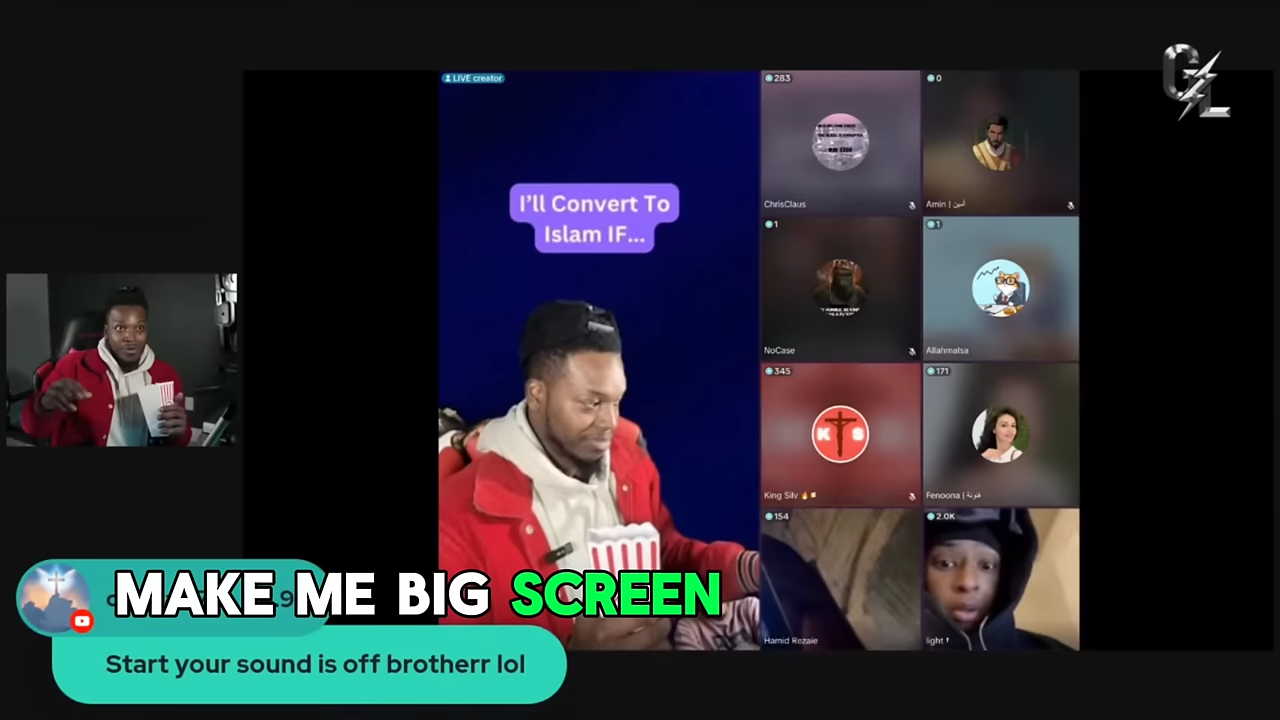 GL
LIVE creator
I'll Convert To
Islam IF...
283
ChrisClaus
0
Amin | أمين
1
NoCase
1
Allahmalsa
345
K S
King Silv
171
Fenoona | فنونة
154
Hamid Rezaie
2.0K
light
MAKE ME BIG SCREEN
Start your sound is off brotherr lol